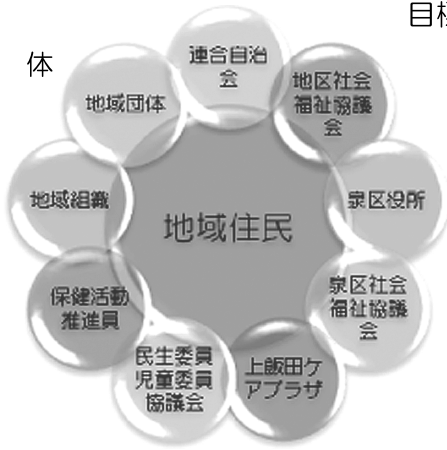 目
体
連合自治
会
地区社会
福祉協議
会
泉区役所
泉区社会
福祉協議
会
上飯田ケ
アプラザ
民生委員
児童委員
協議会
保健活動
推進員
地域組織
地域団体
地域住民